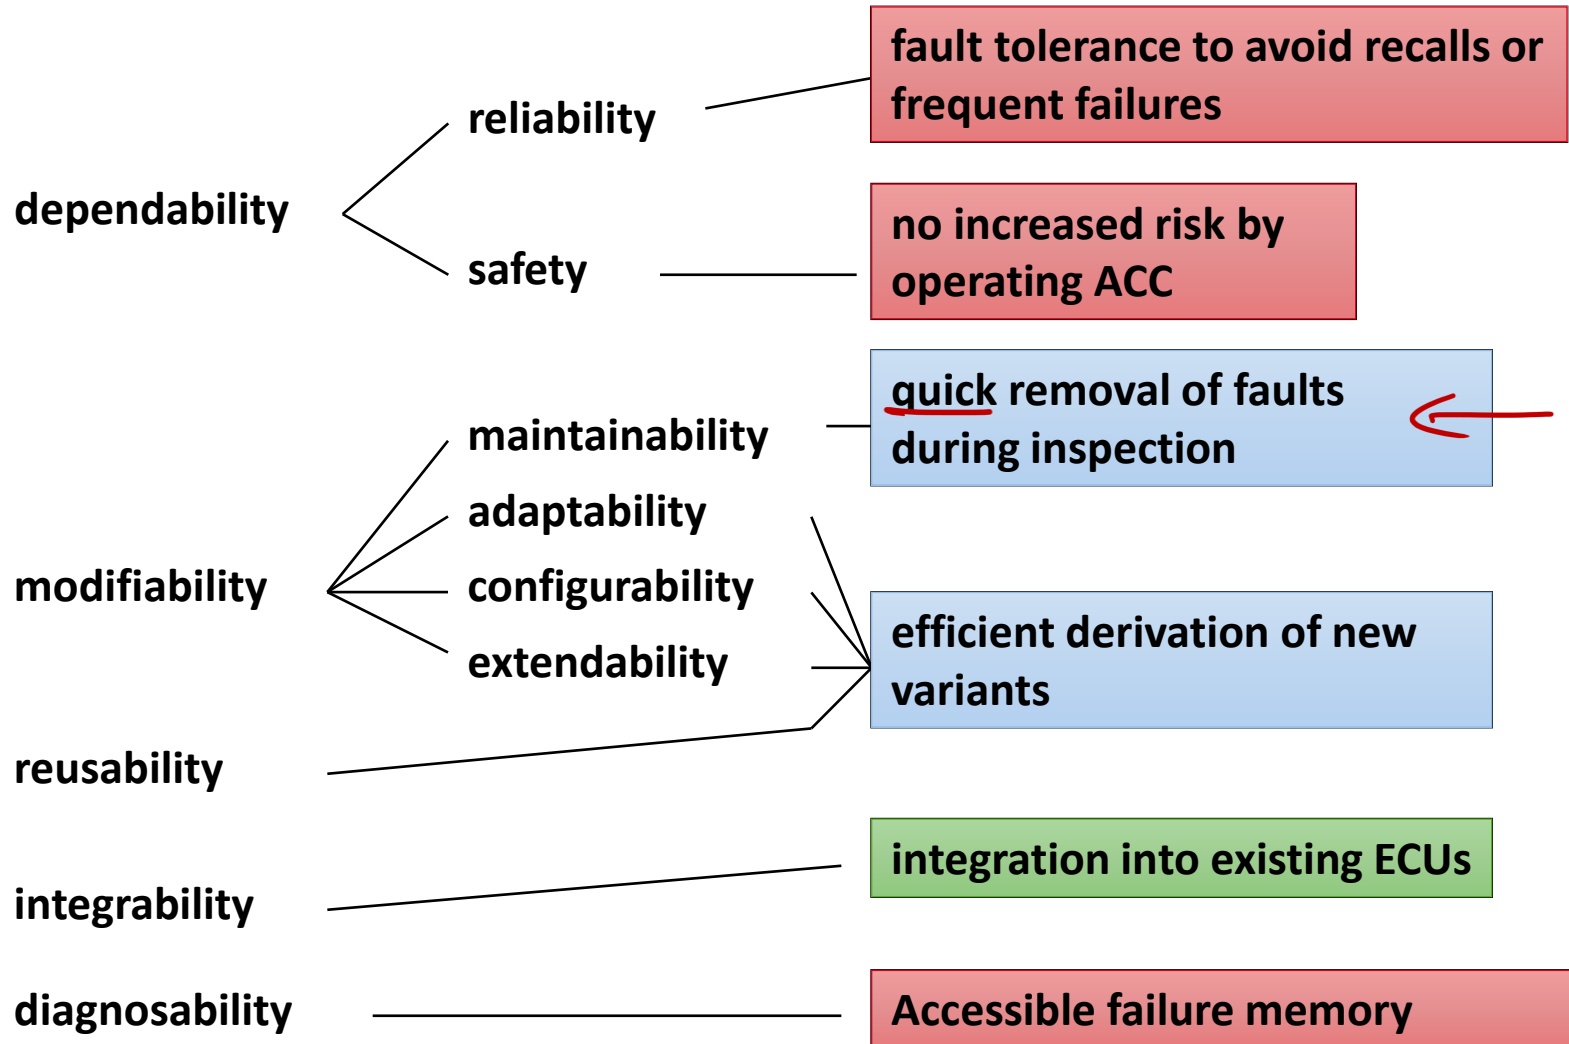 fault tolerance to avoid recalls or
frequent failures
reliability
dependability
safety
no increased risk by
operating ACC
quick removal of faults
during inspection
maintainability
adaptability
configurability
extendability
modifiability
efficient derivation of new
variants
reusability
integration into existing ECUs
integrability
diagnosability
Accessible failure memory